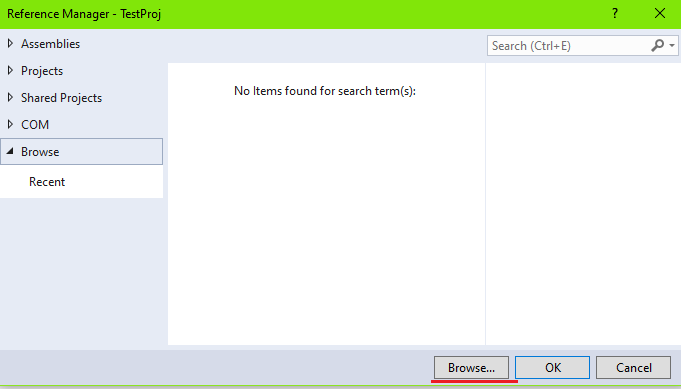 Reference Manager - TestProj
?
Assemblies
Search (Ctrl+E)
Projects
No Items found for search term(s):
Shared Projects
COM
Browse
Recent
Browse...
OK
Cancel